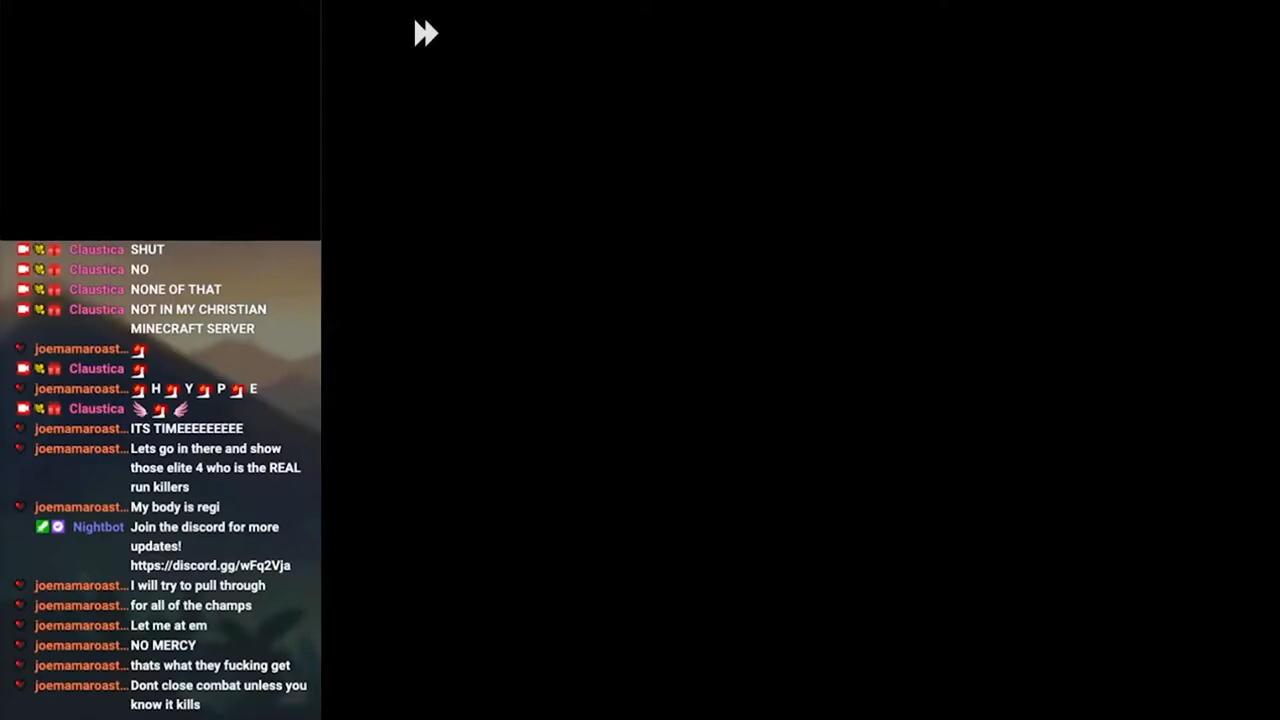 Claustica SHUT
Claustica NO
Claustica NONE OF THAT
Claustica NOT IN MY CHRISTIAN
MINECRAFT SERVER
joemamaroast...
Claustica
joemamaroast... H Y P E
Claustica
joemamaroast... ITS TIMEEEEEEEEE
joemamaroast... Lets go in there and show
those elite 4 who is the REAL
run killers
joemamaroast... My body is regi
Nightbot Join the discord for more
updates!
https://discord.gg/wFq2Vja
joemamaroast... I will try to pull through
joemamaroast... for all of the champs
joemamaroast... Let me at em
joemamaroast... NO MERCY
joemamaroast... thats what they fucking get
joemamaroast... Dont close combat unless you
know it kills